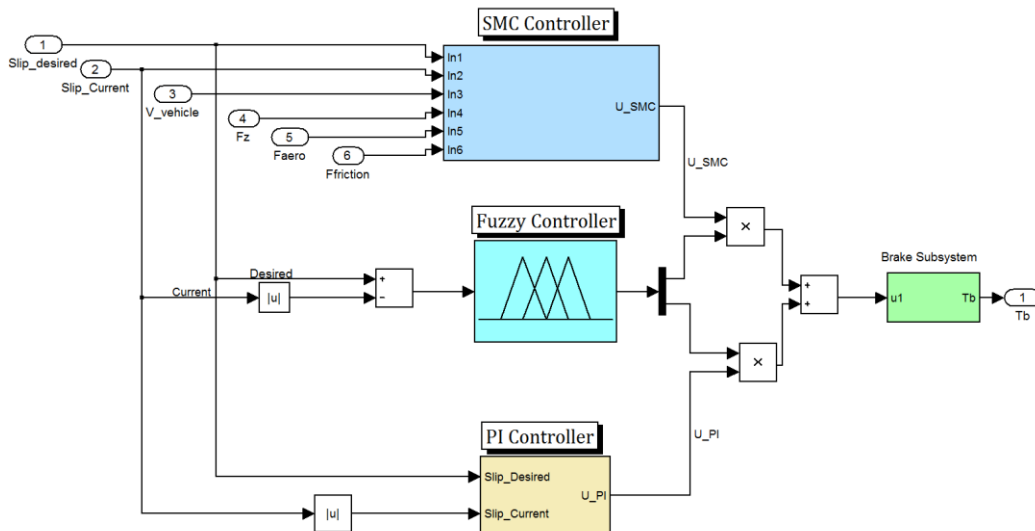 SMC Controller
1
Slip_desired
2
Slip_Current
3
V_vehicle
4
Fz
5
Faero
6
Ffriction
In1
In2
In3
In4
In5
In6
U_SMC
U_SMC
Fuzzy Controller
Desired
Current
|u|
+
−
×
×
+
+
Brake Subsystem
u1
Tb
1
Tb
PI Controller
U_PI
Slip_Desired
Slip_Current
U_PI
|u|